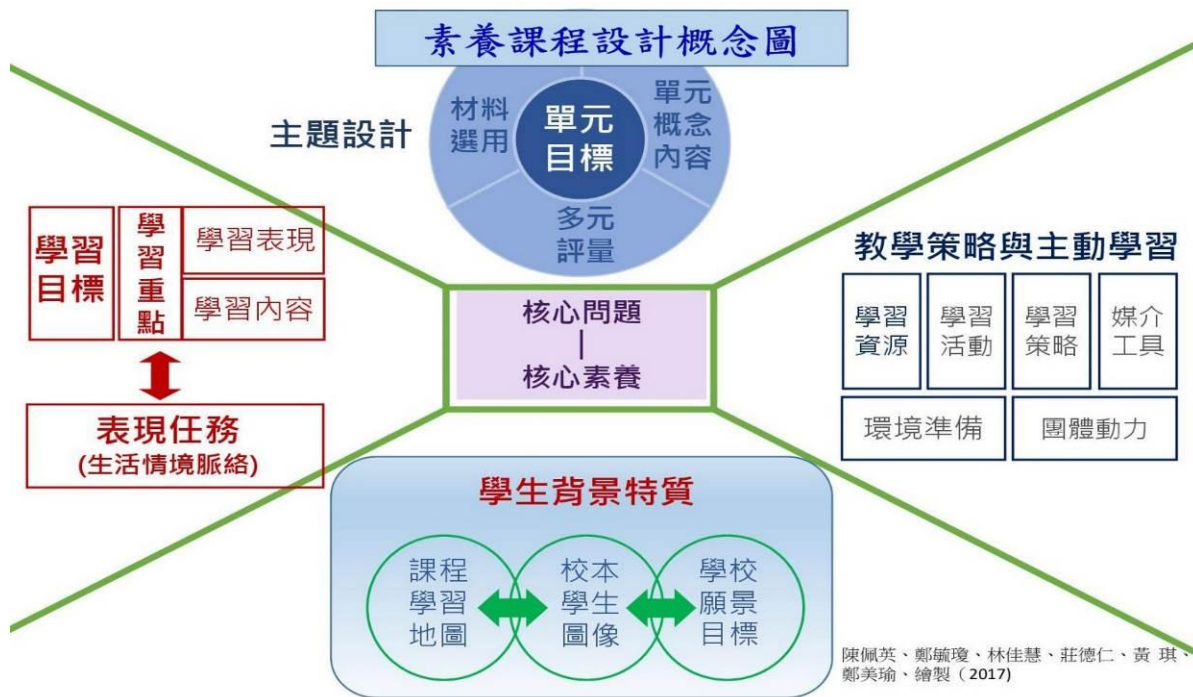 素養課程設計概念圖
主題設計
材料
選用
單元
目標
單元
概念
內容
多元
評量
學習
目標
學
習
重
點
學習表現
學習內容
表現任務
(生活情境脈絡)
核心問題
核心素養
教學策略與主動學習
學習
資源
學習
活動
學習
策略
媒介
工具
環境準備
團體動力
學生背景特質
課程
學習
地圖
校本
學生
圖像
學校
願景
目標
陳佩英、鄭毓瓊、林佳慧、莊德仁、黃 琪、
鄭美瑜、繪製（2017)